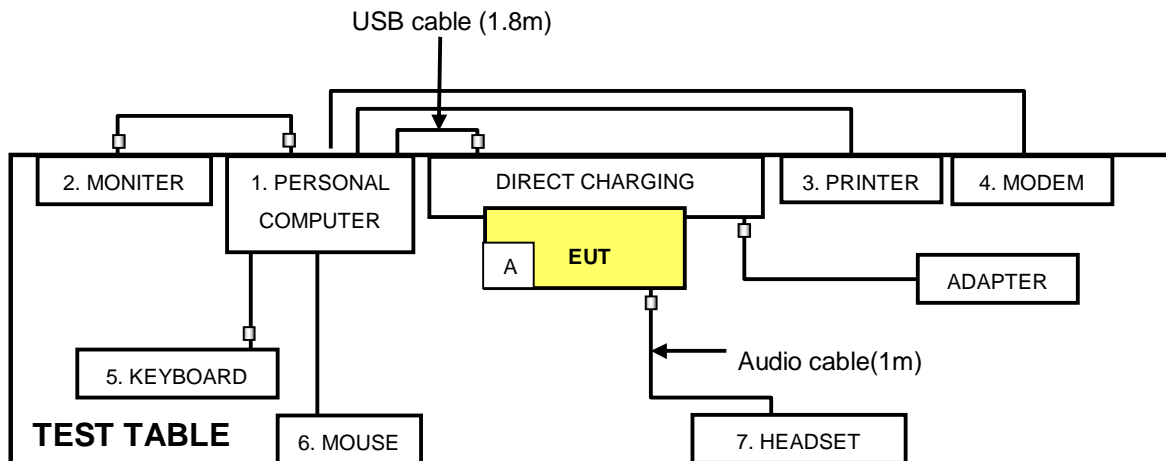 USB cable (1.8m)
2. MONITER
1. PERSONAL
COMPUTER
DIRECT CHARGING
3. PRINTER
4. MODEM
A
EUT
ADAPTER
5. KEYBOARD
Audio cable(1m)
TEST TABLE
6. MOUSE
7. HEADSET